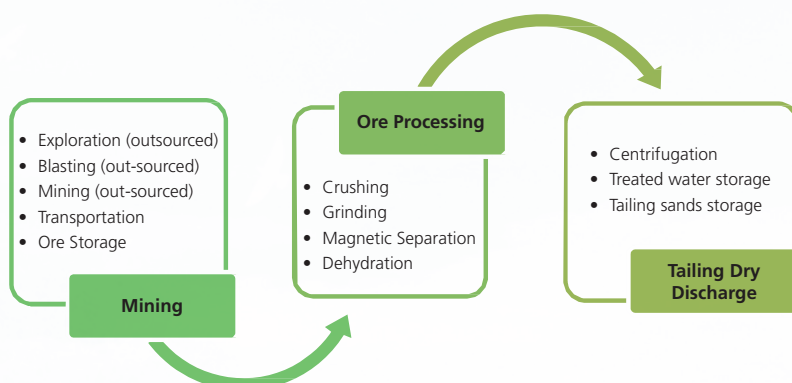 • Exploration (outsourced)
• Blasting (out-sourced)
• Mining (out-sourced)
• Transportation
• Ore Storage
Mining
Ore Processing
• Crushing
• Grinding
• Magnetic Separation
• Dehydration
• Centrifugation
• Treated water storage
• Tailing sands storage
Tailing Dry
Discharge